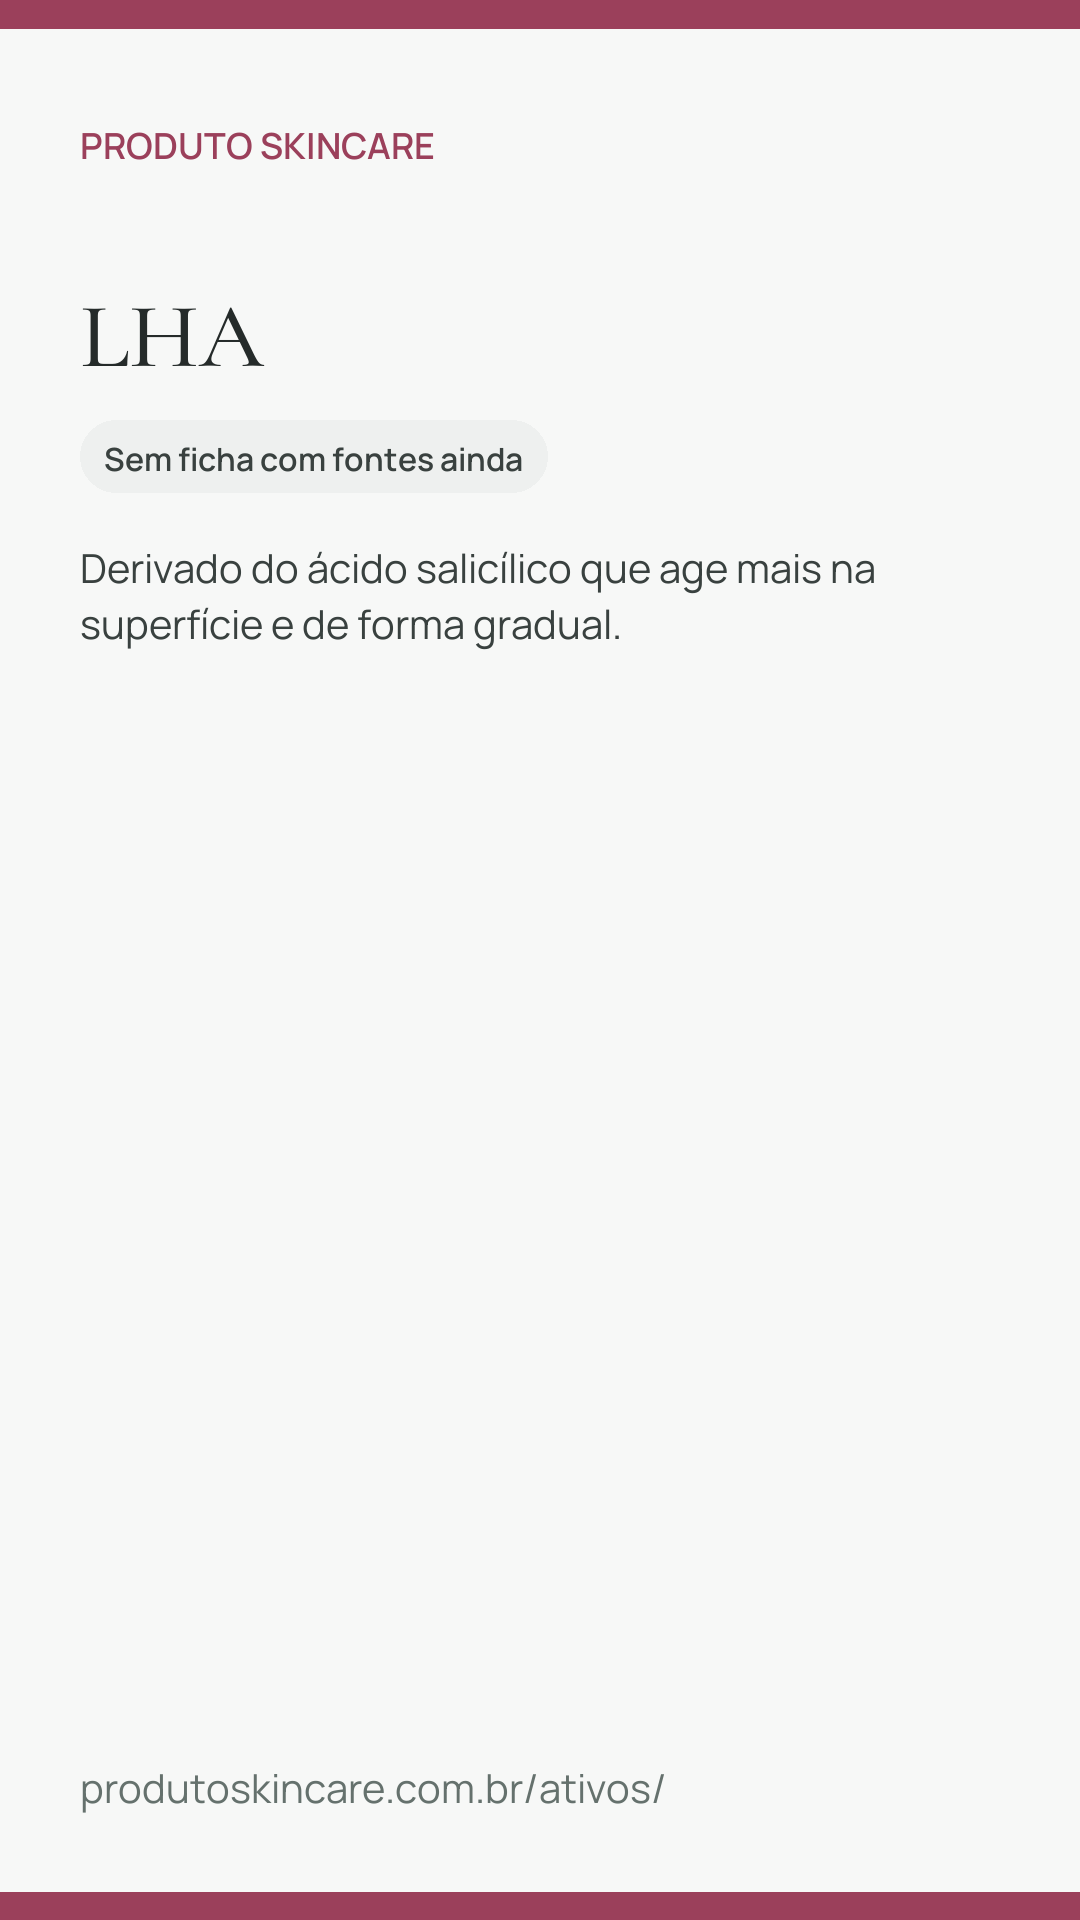 PRODUTO SKINCARE
LHA
Sem ficha com fontes ainda
Derivado do ácido salicílico que age mais na
superfície e de forma gradual.
produtoskincare.com.br/ativos/